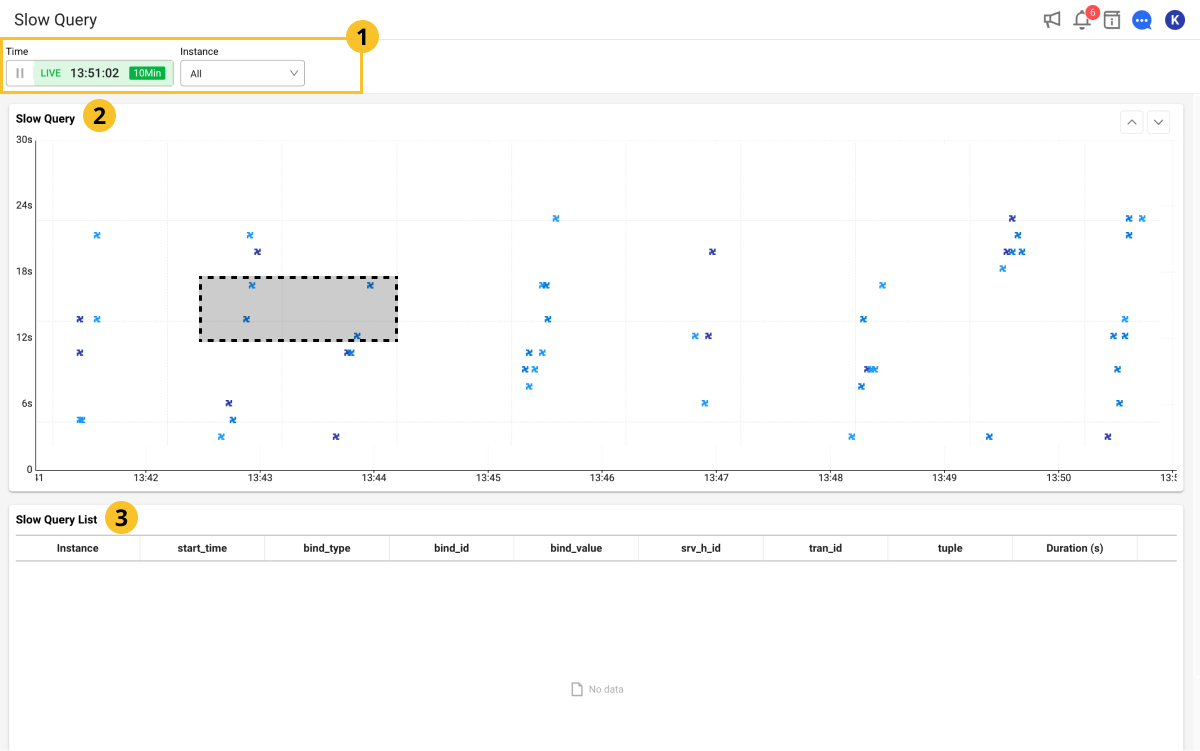 Slow Query
6
K
1
Time
Instance
LIVE 13:51:02 10Min
All
Slow Query 2
30s
24s
18s
12s
6s
0
11 13:42 13:43 13:44 13:45 13:46 13:47 13:48 13:49 13:50 13:5
Slow Query List 3
Instance start_time bind_type bind_id bind_value srv_h_id tran_id tuple Duration (s)
No data